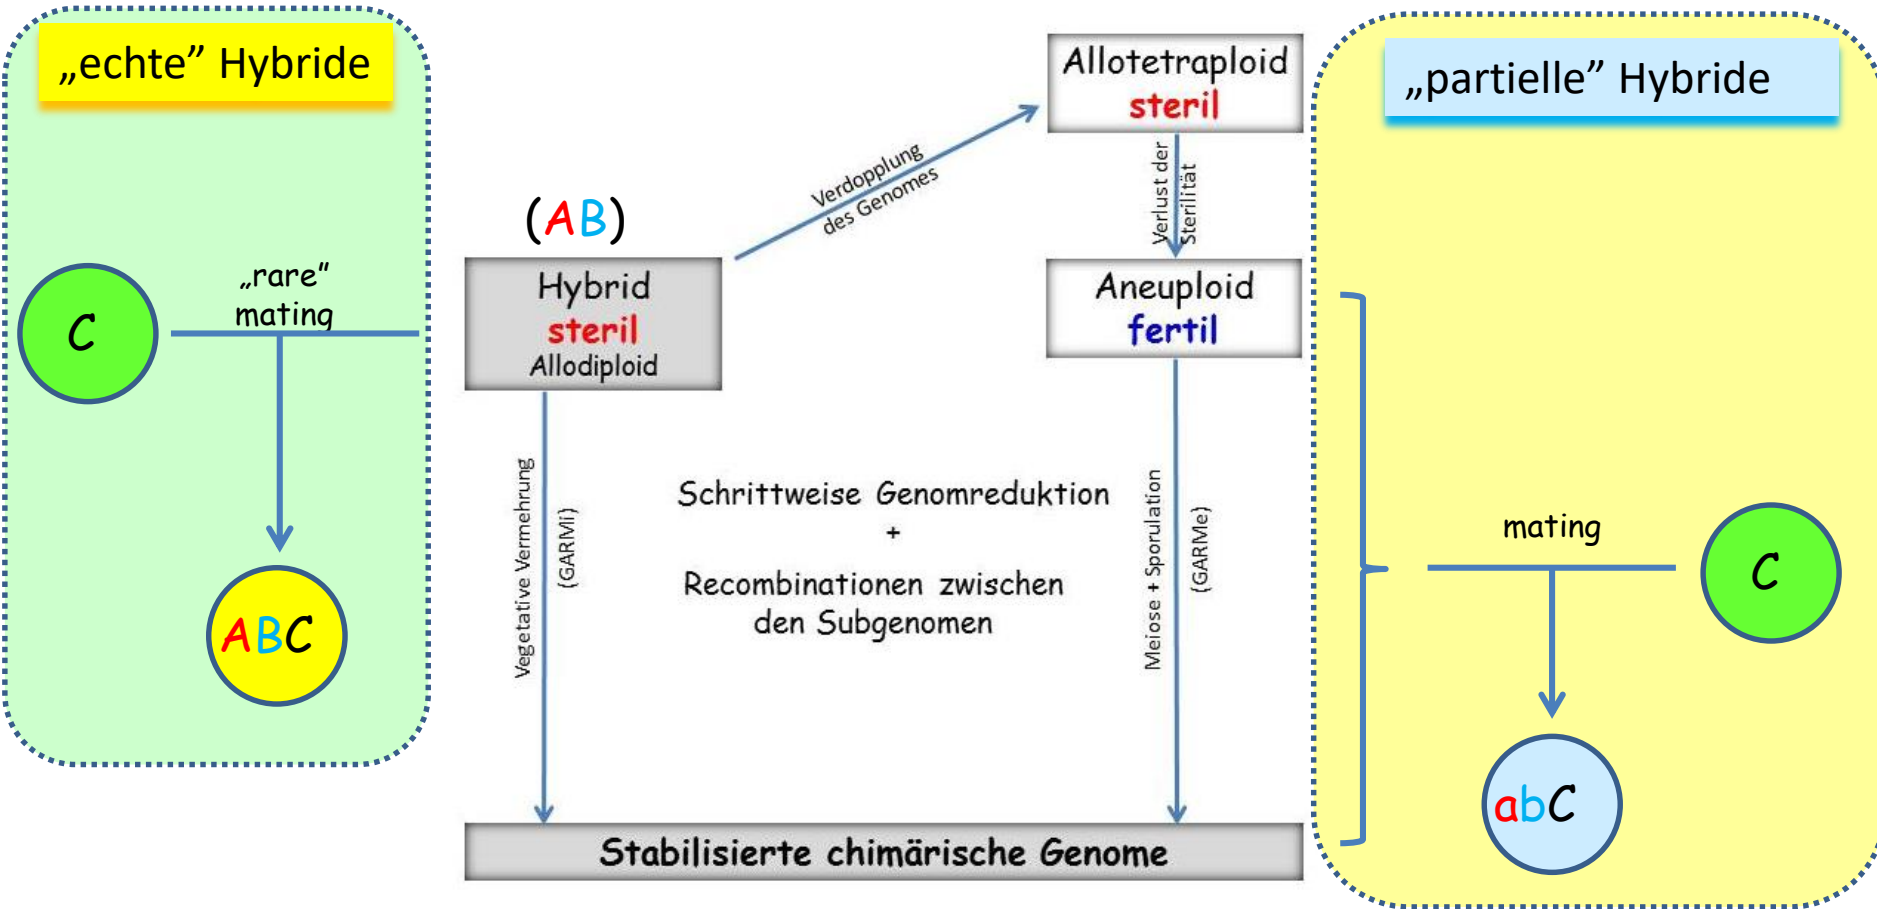 „echte” Hybride
C
„rare”
mating
ABC
(AB)
Hybrid
steril
Allodiploid
Verdopplung
des Genomes
Allotetraploid
steril
Verlust der
Sterilität
Aneuploid
fertil
Vegetative Vermehrung
(GARMi)
Schrittweise Genomreduktion
+
Recombinationen zwischen
den Subgenomen
Meiose + Sporulation
(GARMe)
Stabilisierte chimärische Genome
„partielle” Hybride
mating
C
abC